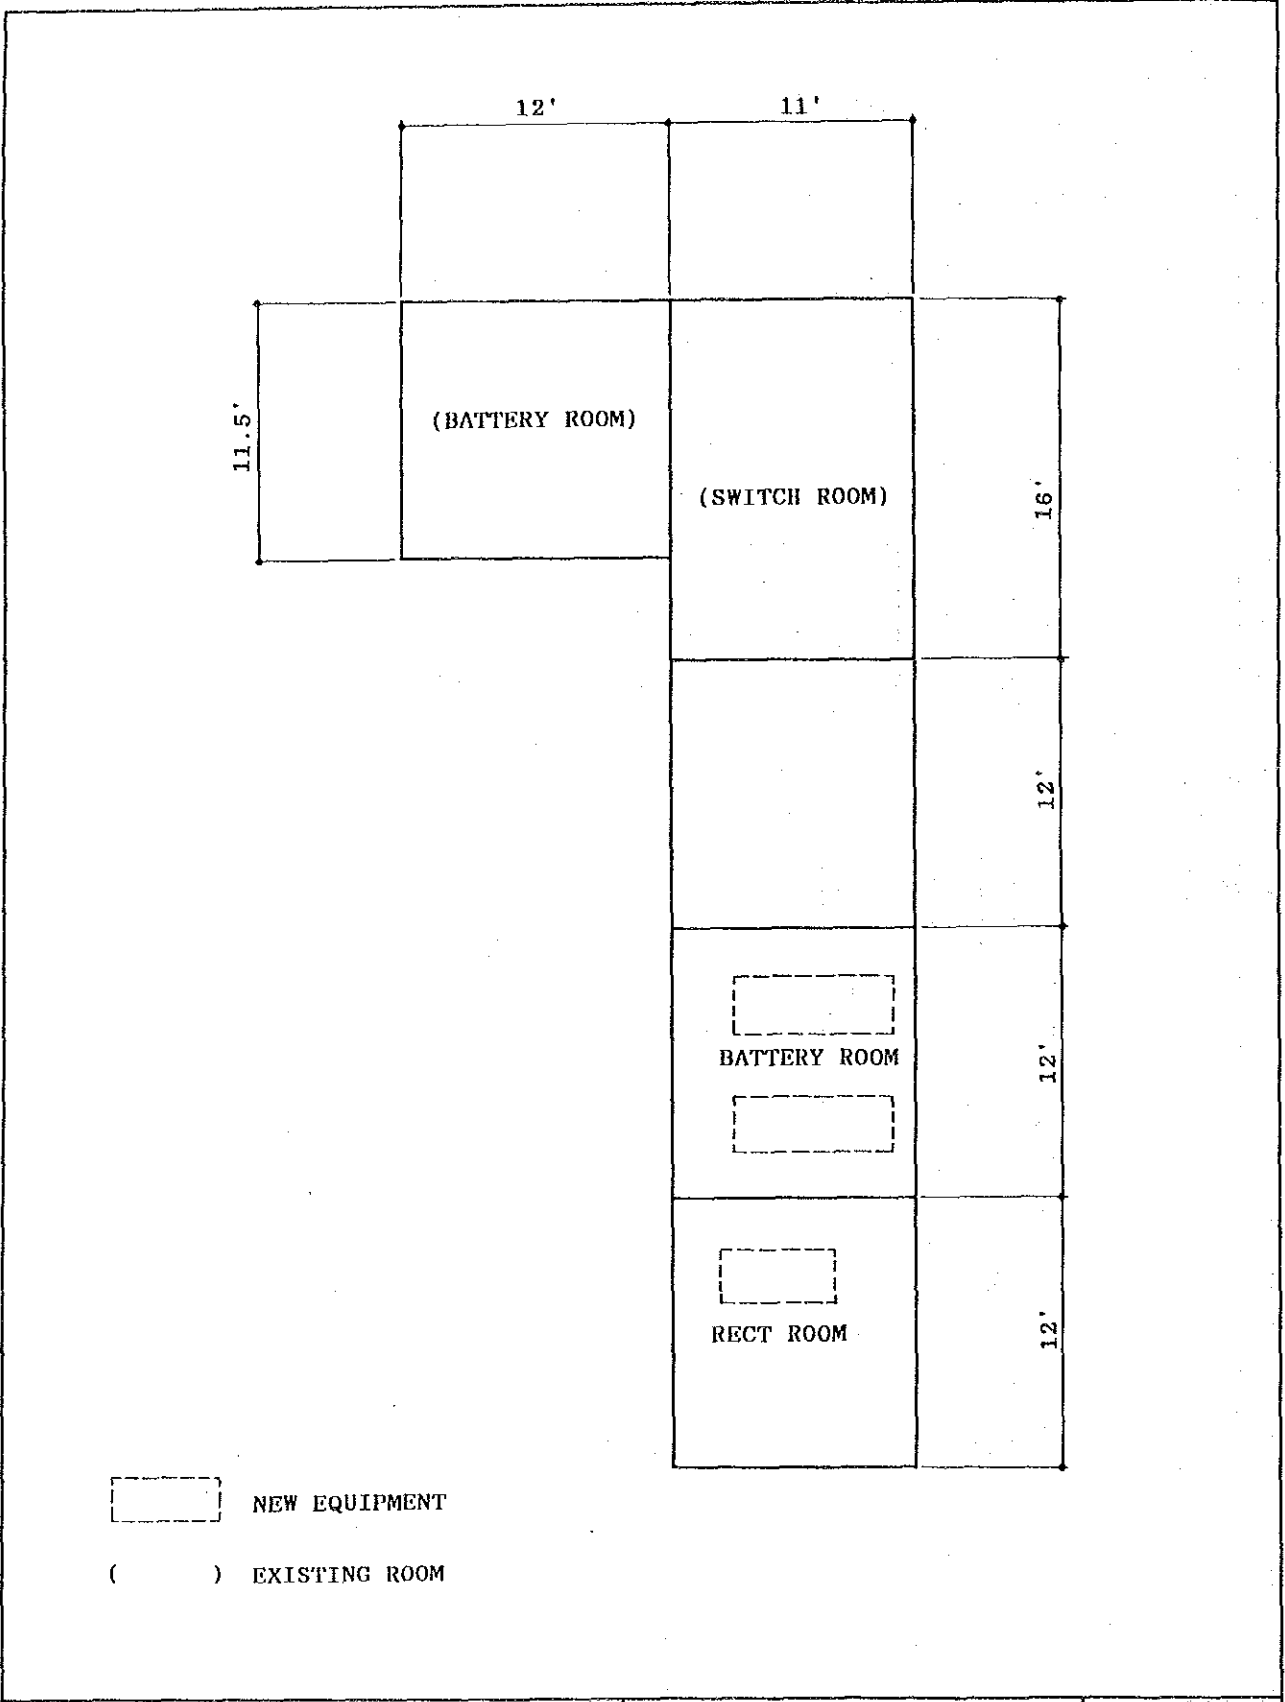 12'
11'
11.5'
(BATTERY ROOM)
(SWITCH ROOM)
16'
12'
BATTERY ROOM
12'
RECT ROOM
12'
NEW EQUIPMENT
( ) EXISTING ROOM